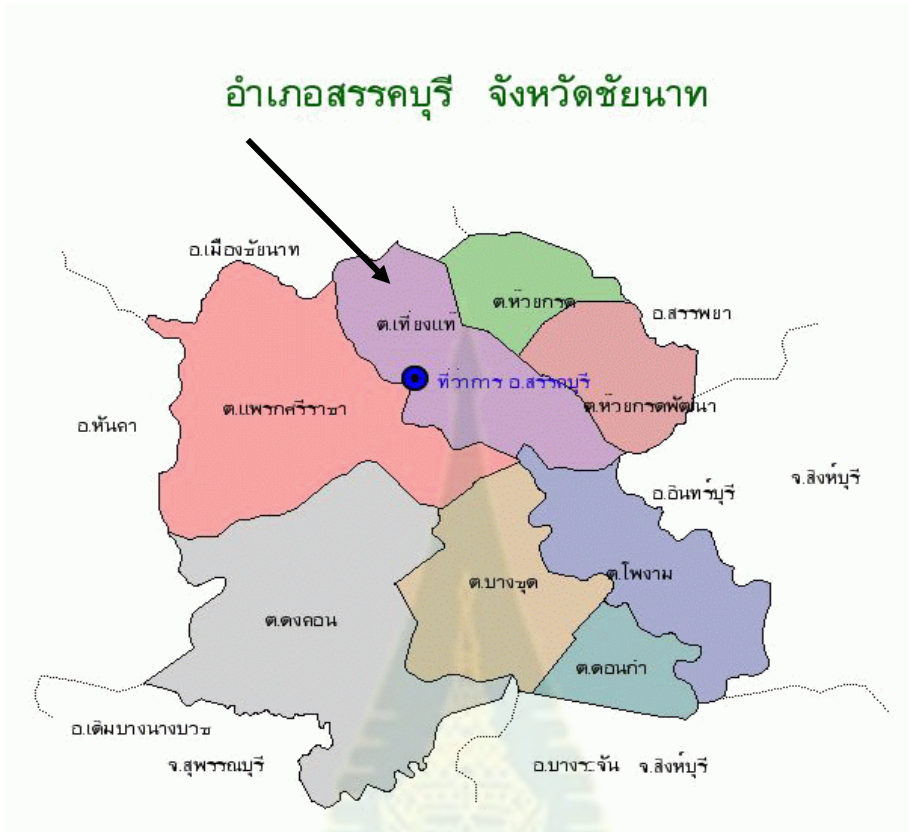 อำเภอสรรคบุรี จังหวัดชัยนาท
อ.เมืองชัยนาท
ต.ห้วยกรด
อ.สรรพยา
ต.เที่ยงแท้
ที่ว่าการ อ.สรรคบุรี
ต.แพรกศรีราชา
ต.ห้วยกรดพัฒนา
อ.หันคา
จ.สิงห์บุรี
อ.อินทร์บุรี
ต.โพงาม
ต.บางขุด
ต.ดงคอน
ต.ดอนกำ
อ.เดิมบางนางบวช
จ.สุพรรณบุรี
อ.บางระจัน จ.สิงห์บุรี